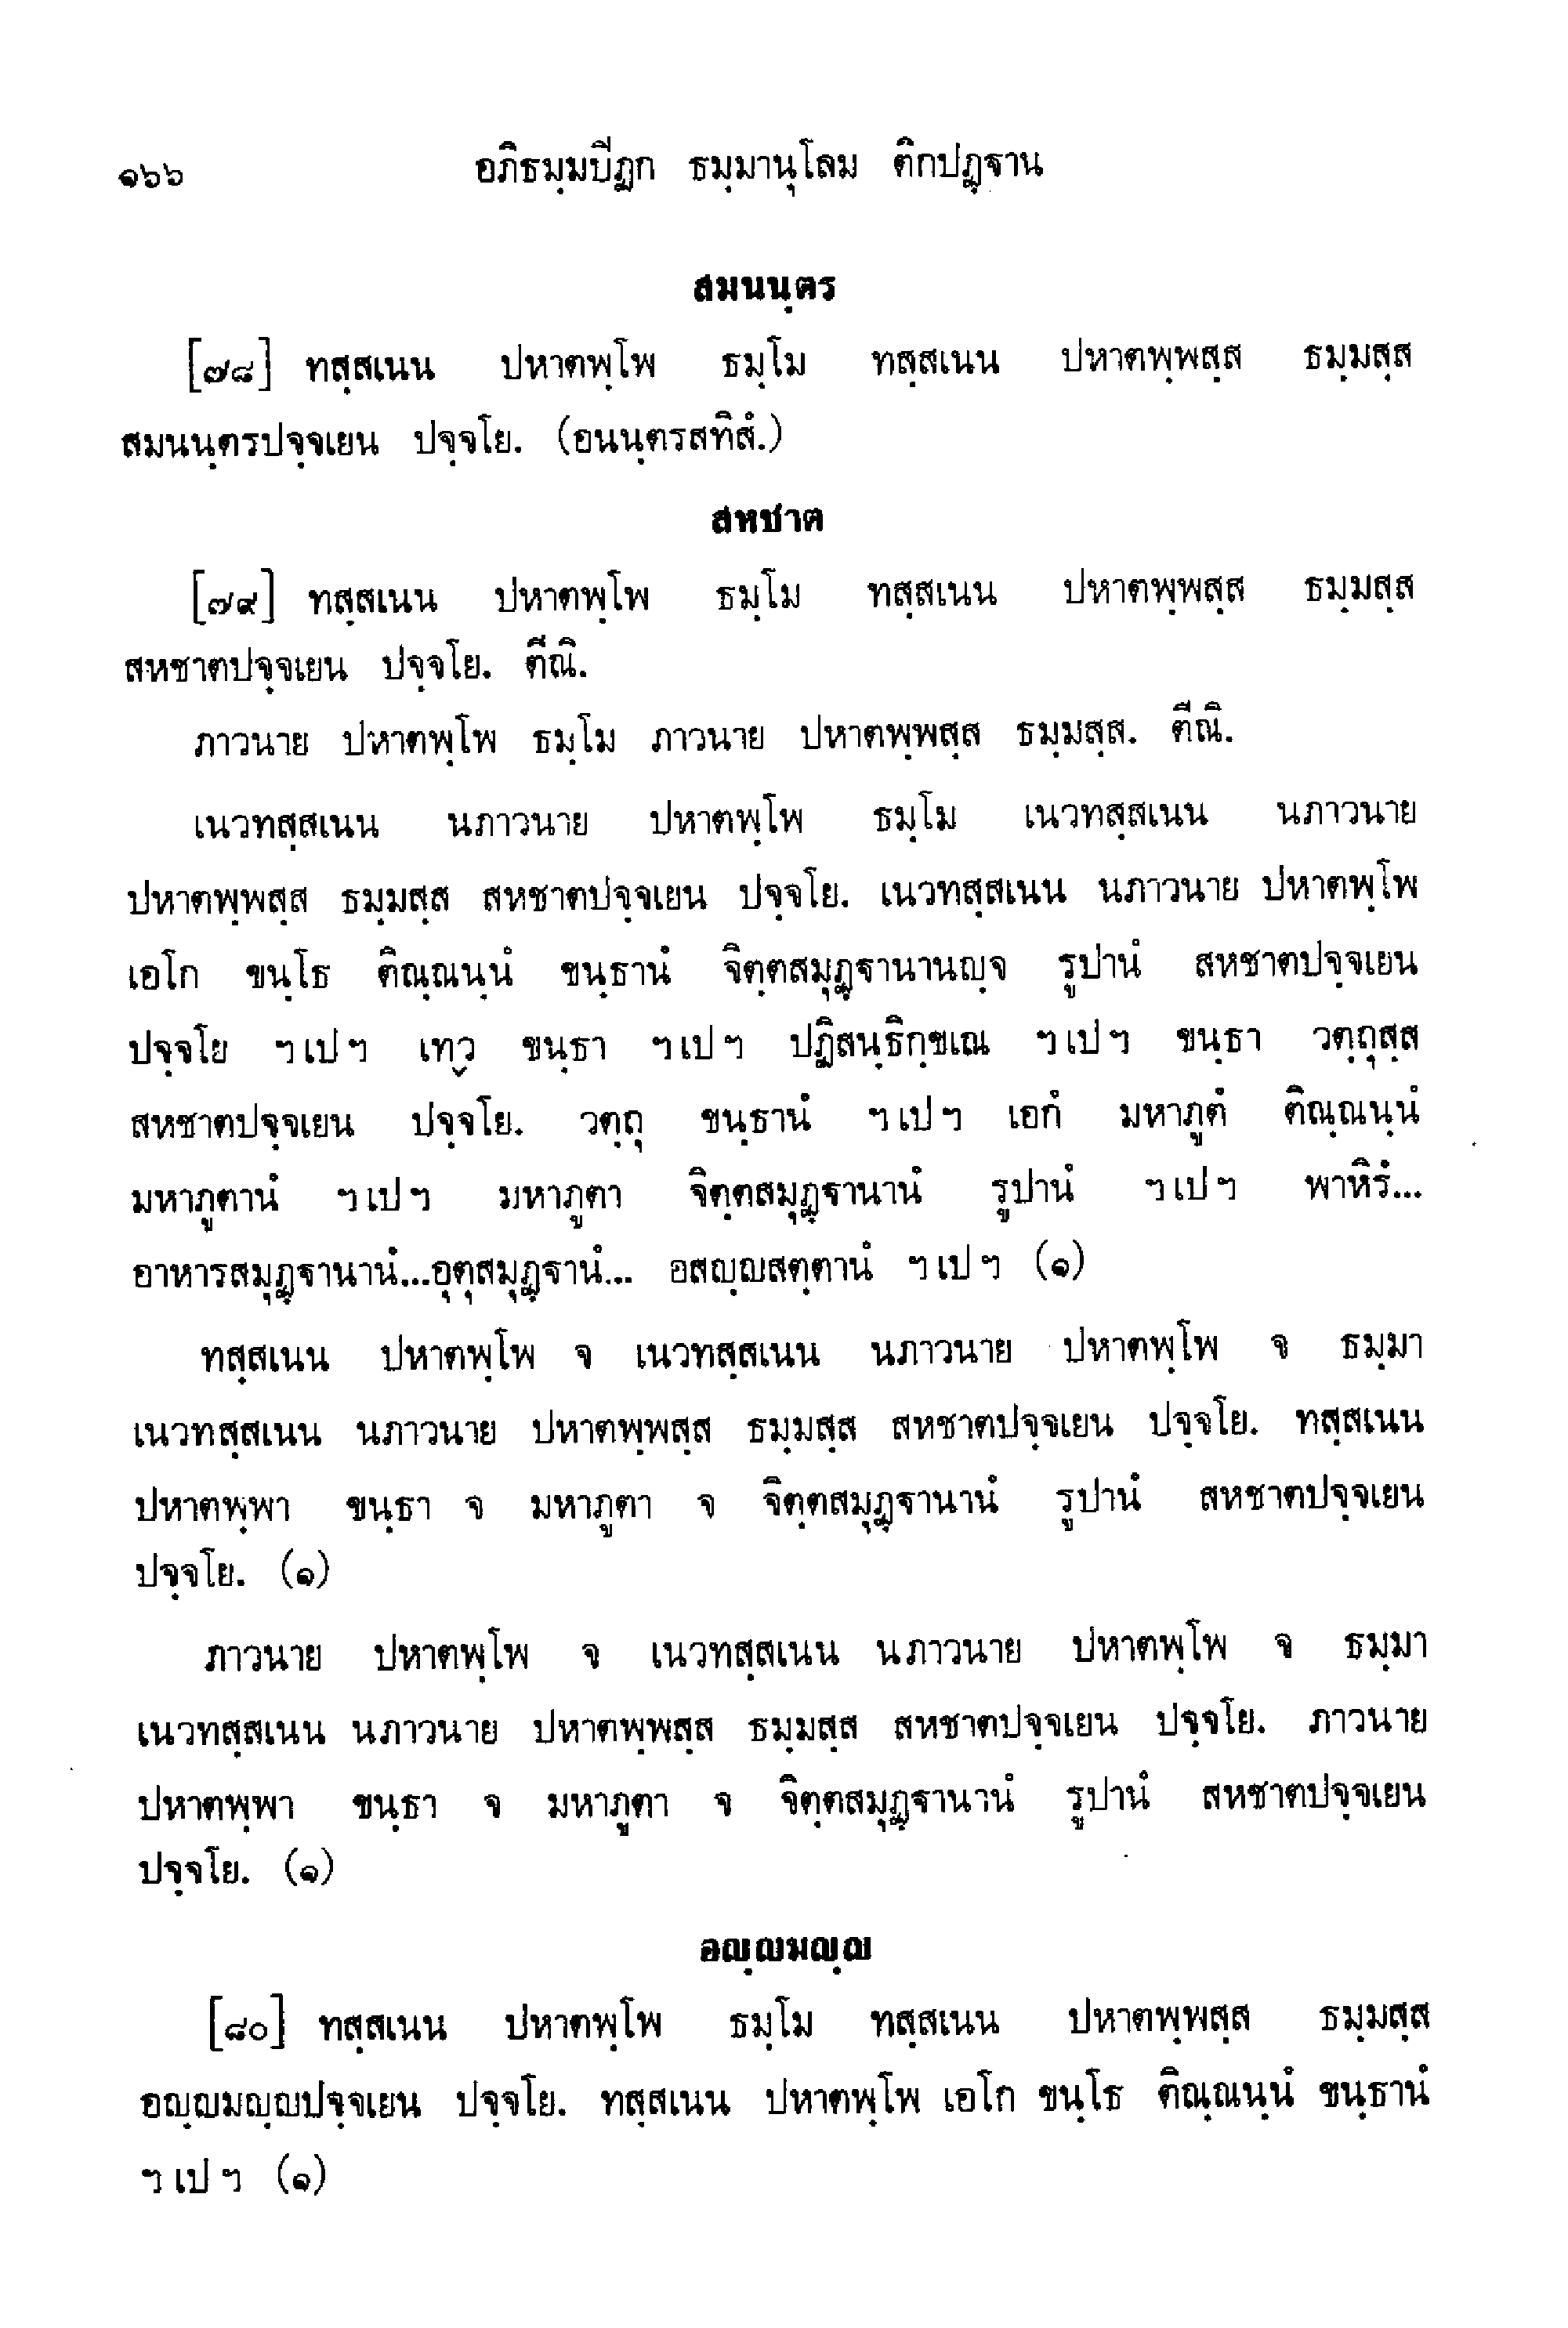 ๑๖๖ อภิธมฺมปีฏก ธมฺมานุโลม ติกปฏฺฐาน
สมนนฺตร
[๗๘] ทสฺสเนน ปหาตพฺโพ ธมฺโม ทสฺสเนน ปหาตพฺพสฺส ธมฺมสฺส
สมนนฺตรปจฺจเยน ปจฺจโย. (อนนฺตรสทิสํ.)
สหชาต
[๗๙] ทสฺสเนน ปหาตพฺโพ ธมฺโม ทสฺสเนน ปหาตพฺพสฺส ธมฺมสฺส
สหชาตปจฺจเยน ปจฺจโย. ตีณิ.
ภาวนาย ปหาตพฺโพ ธมฺโม ภาวนาย ปหาตพฺพสฺส ธมฺมสฺส. ตีณิ.
เนวทสฺสเนน นภาวนาย ปหาตพฺโพ ธมฺโม เนวทสฺสเนน นภาวนาย
ปหาตพฺพสฺส ธมฺมสฺส สหชาตปจฺจเยน ปจฺจโย. เนวทสฺสเนน นภาวนาย ปหาตพฺโพ
เอโก ขนฺโธ ติณฺณนฺนํ ขนฺธานํ จิตฺตสมุฏฺฐานานญฺจ รูปานํ สหชาตปจฺจเยน
ปจฺจโย ฯเปฯ เทฺว ขนฺธา ฯเปฯ ปฏิสนฺธิกฺขเณ ฯเปฯ ขนฺธา วตฺถุสฺส
สหชาตปจฺจเยน ปจฺจโย. วตฺถุ ขนฺธานํ ฯเปฯ เอกํ มหาภูตํ ติณฺณนฺนํ
มหาภูตานํ ฯเปฯ มหาภูตา จิตฺตสมุฏฺฐานานํ รูปานํ ฯเปฯ พาหิรํ...
อาหารสมุฏฺฐานานํ...อุตุสมุฏฺฐานํ... อสญฺญสตฺตานํ ฯเปฯ (๑)
ทสฺสเนน ปหาตพฺโพ จ เนวทสฺสเนน นภาวนาย ปหาตพฺโพ จ ธมฺมา
เนวทสฺสเนน นภาวนาย ปหาตพฺพสฺส ธมฺมสฺส สหชาตปจฺจเยน ปจฺจโย. ทสฺสเนน
ปหาตพฺพา ขนฺธา จ มหาภูตา จ จิตฺตสมุฏฺฐานานํ รูปานํ สหชาตปจฺจเยน
ปจฺจโย. (๑)
ภาวนาย ปหาตพฺโพ จ เนวทสฺสเนน นภาวนาย ปหาตพฺโพ จ ธมฺมา
เนวทสฺสเนน นภาวนาย ปหาตพฺพสฺส ธมฺมสฺส สหชาตปจฺจเยน ปจฺจโย. ภาวนาย
ปหาตพฺพา ขนฺธา จ มหาภูตา จ จิตฺตสมุฏฺฐานานํ รูปานํ สหชาตปจฺจเยน
ปจฺจโย. (๑)
อญฺญมญฺญ
[๘๐] ทสฺสเนน ปหาตพฺโพ ธมฺโม ทสฺสเนน ปหาตพฺพสฺส ธมฺมสฺส
อญฺญมญฺญปจฺจเยน ปจฺจโย. ทสฺสเนน ปหาตพฺโพ เอโก ขนฺโธ ติณฺณนฺนํ ขนฺธานํ
ฯเปฯ (๑)